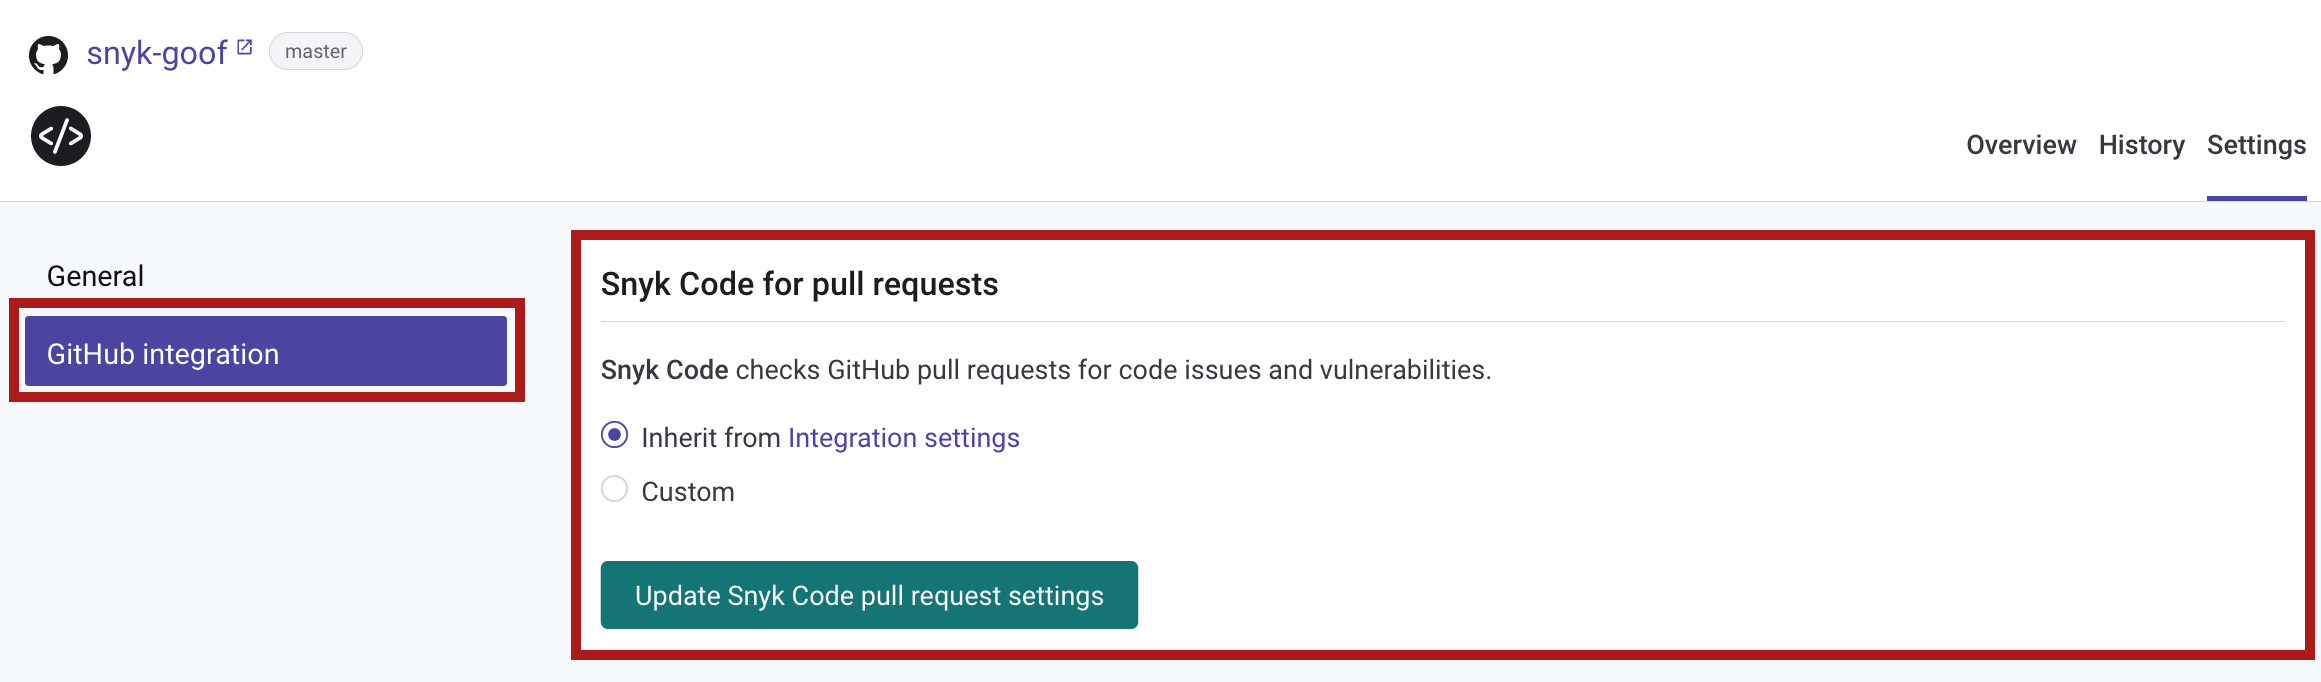 snyk-goof
master
</>
Overview History Settings
General
GitHub integration
Snyk Code for pull requests
Snyk Code checks GitHub pull requests for code issues and vulnerabilities.
Inherit from Integration settings
Custom
Update Snyk Code pull request settings